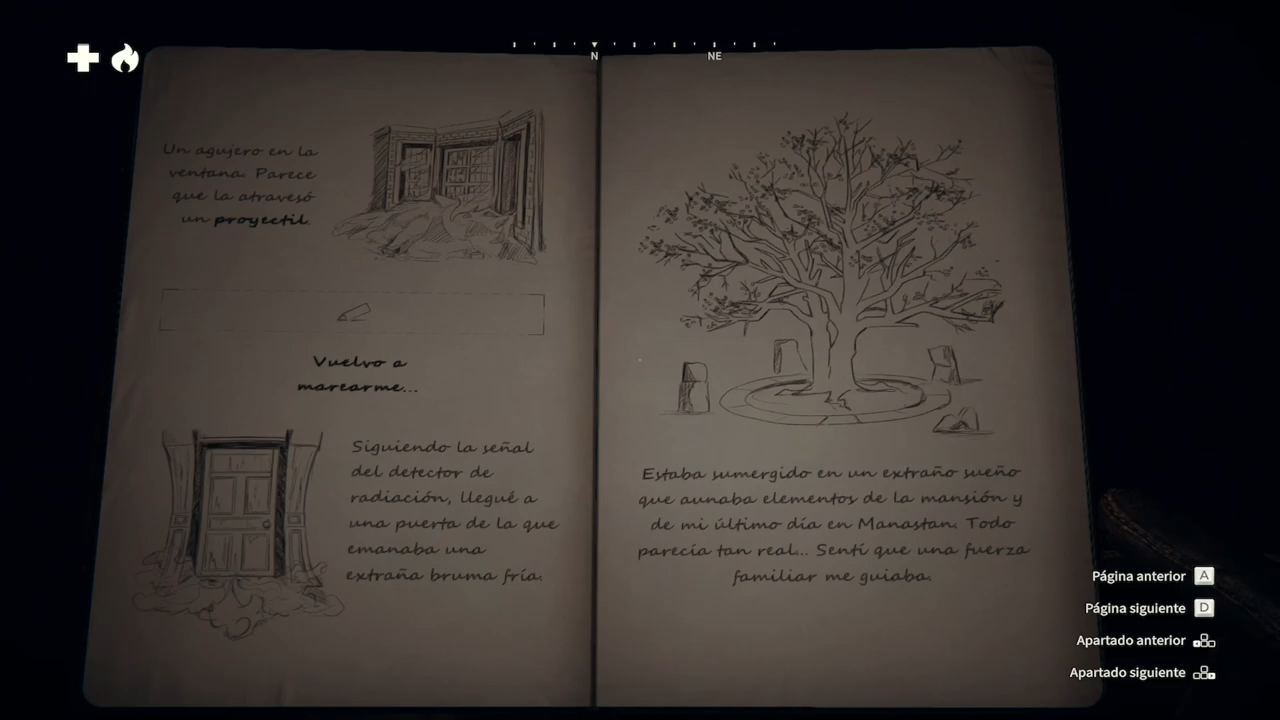 N
NE
Un agujero en la
ventana. Parece
que la atravesó
un proyectil.
Vuelvo a
marearme...
Siguiendo la señal
del detector de
radiación, llegué a
una puerta de la que
emanaba una
extraña bruma fría.
Estaba sumergido en un extraño sueño
que aunaba elementos de la mansión y
de mi último día en Manastan. Todo
parecía tan real... Sentí que una fuerza
familiar me guiaba.
Página anterior A
Página siguiente D
Apartado anterior
Apartado siguiente